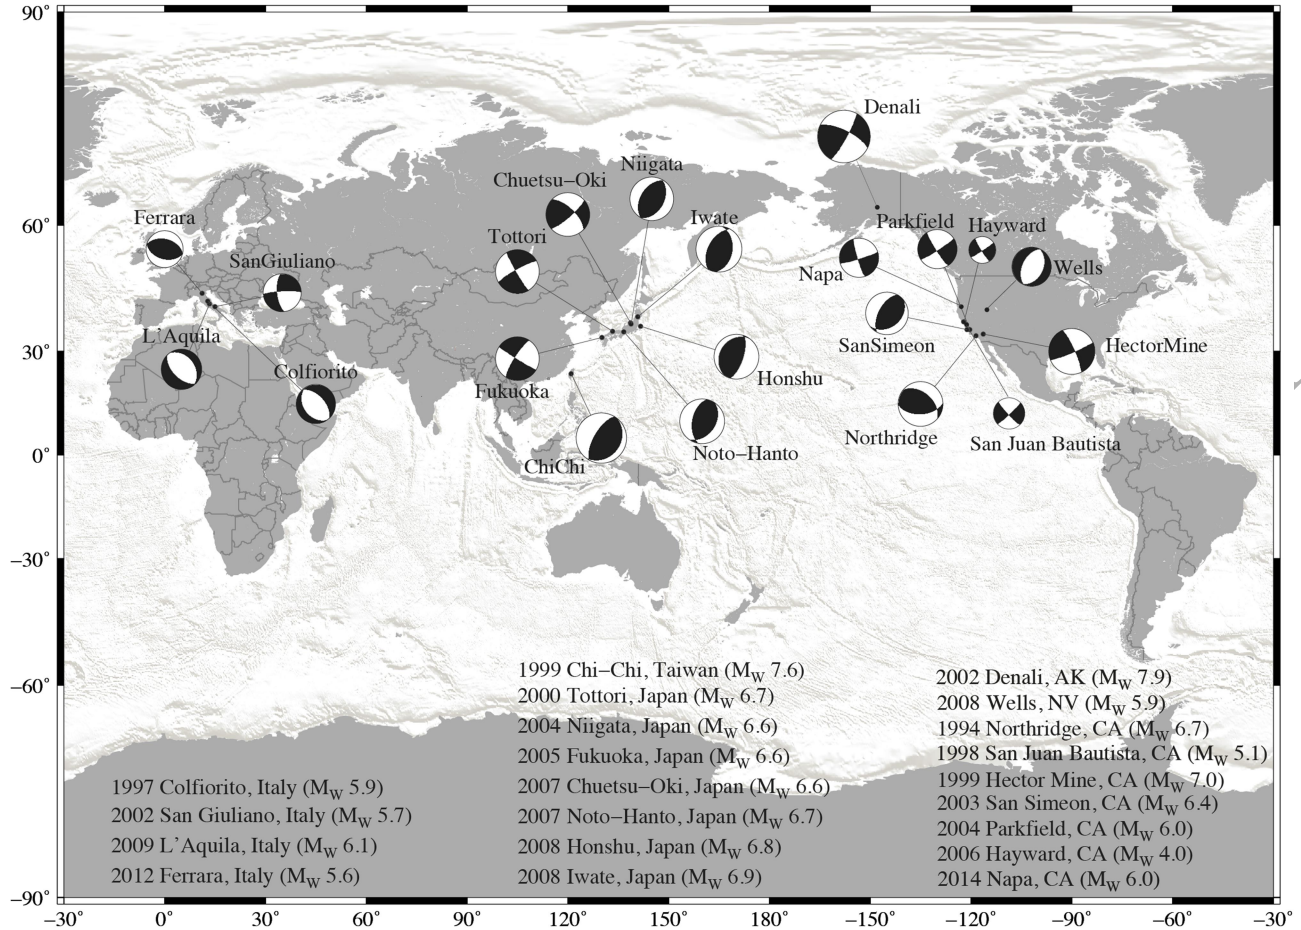 90°
60°
30°
0°
−30°
−60°
−90°
Denali
Niigata
Chuetsu−Oki
Ferrara
Iwate
Parkfield
Hayward
Tottori
SanGiuliano
Napa
Wells
L'Aquila
SanSimeon
HectorMine
Colfiorito
Fukuoka
Honshu
Northridge
San Juan Bautista
Noto−Hanto
ChiChi
1997 Colfiorito, Italy (MW 5.9)
2002 San Giuliano, Italy (MW 5.7)
2009 L'Aquila, Italy (MW 6.1)
2012 Ferrara, Italy (MW 5.6)
1999 Chi−Chi, Taiwan (MW 7.6)
2000 Tottori, Japan (MW 6.7)
2004 Niigata, Japan (MW 6.6)
2005 Fukuoka, Japan (MW 6.6)
2007 Chuetsu−Oki, Japan (MW 6.6)
2007 Noto−Hanto, Japan (MW 6.7)
2008 Honshu, Japan (MW 6.8)
2008 Iwate, Japan (MW 6.9)
2002 Denali, AK (MW 7.9)
2008 Wells, NV (MW 5.9)
1994 Northridge, CA (MW 6.7)
1998 San Juan Bautista, CA (MW 5.1)
1999 Hector Mine, CA (MW 7.0)
2003 San Simeon, CA (MW 6.4)
2004 Parkfield, CA (MW 6.0)
2006 Hayward, CA (MW 4.0)
2014 Napa, CA (MW 6.0)
−30° 0° 30° 60° 90° 120° 150° 180° −150° −120° −90° −60° −30°